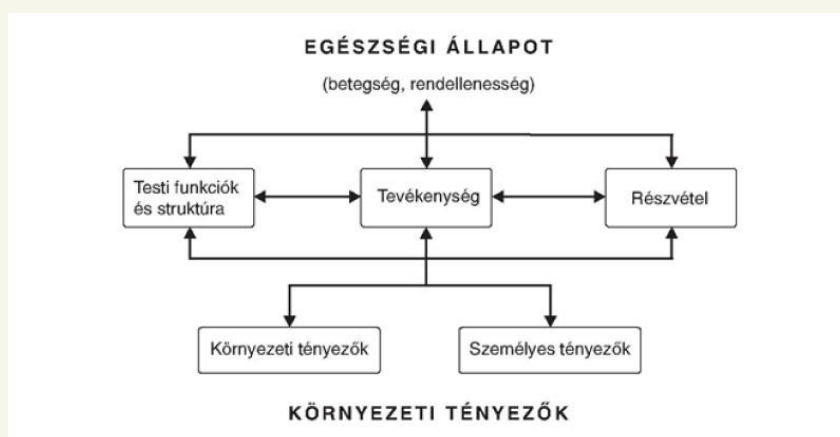 EGÉSZSÉGI ÁLLAPOT
(betegség, rendellenesség)
Testi funkciók
és struktúra
Tevékenység
Részvétel
Környezeti tényezők
Személyes tényezők
KÖRNYEZETI TÉNYEZŐK